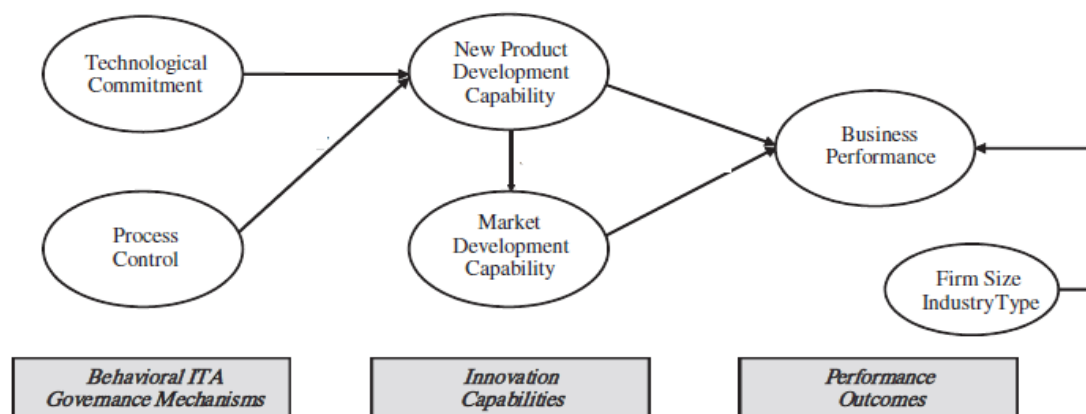 Technological
Commitment
New Product
Development
Capability
Business
Performance
Process
Control
Market
Development
Capability
Firm Size
IndustryType
Behavioral ITA
Governance Mechanisms
Innovation
Capabilities
Performance
Outcomes